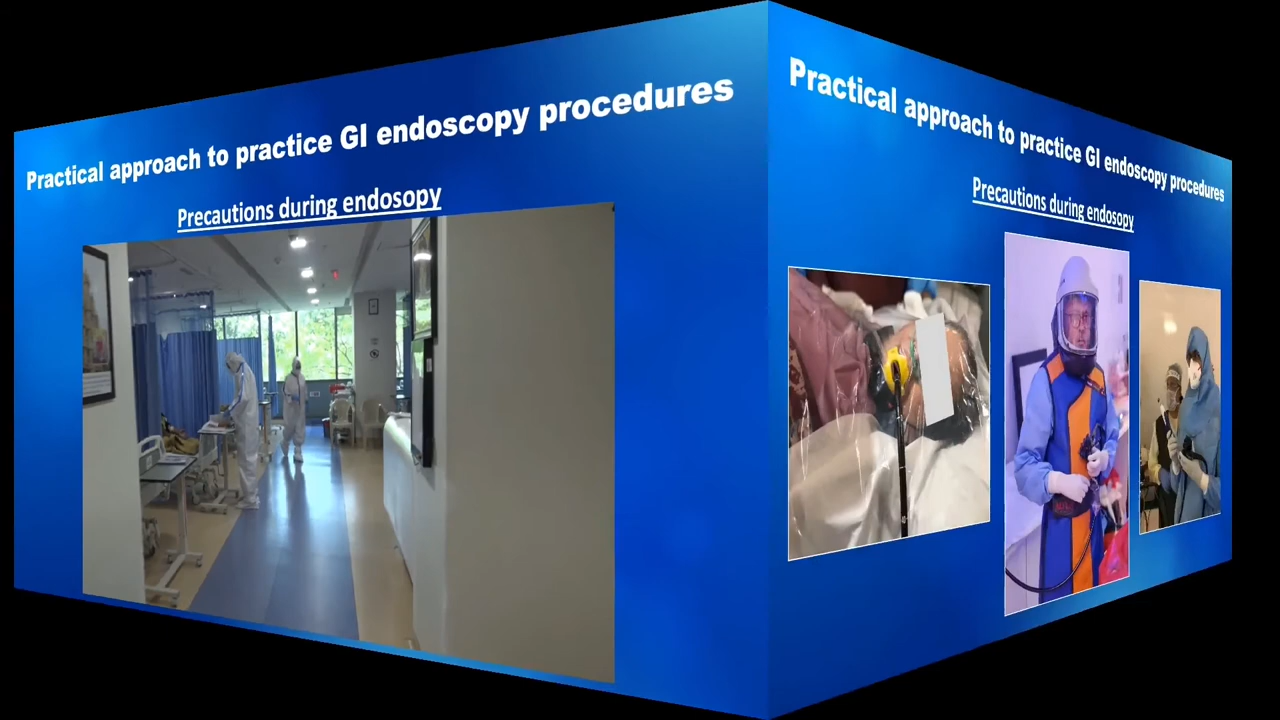 Practical approach to practice GI endoscopy procedures
Precautions during endosopy
Practical approach to practice GI endoscopy procedures
Precautions during endosopy